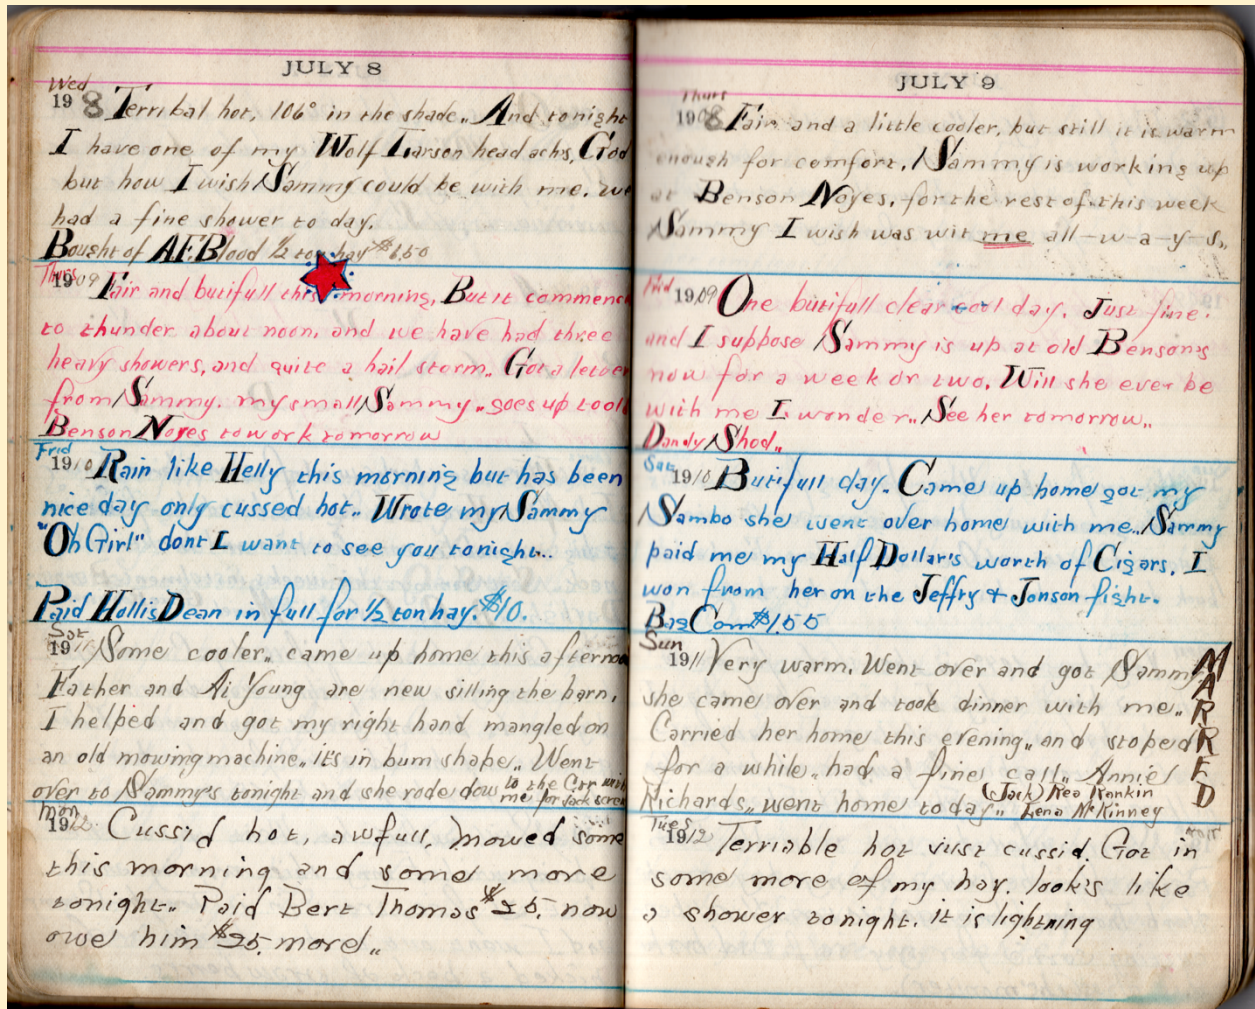 JULY 8
Wed
1908 Terribal hot, 106° in the shade.. And tonight
I have one of my Wolf Larson head achs, God
but how I wish Sammy could be with me. we
had a fine shower to day.
Bought of A.F. Blood ½ ton hay $6.50
Thurs
1909 Fair and butifull this morning, But it commenc
to thunder about noon, and we have had three
heavy showers, and quite a hail storm.. Got a letter
from Sammy. my small Sammy.. goes up to old
Benson Noyes to work tomorrow
Frid
1910 Rain like Helly this morning but has been
nice day only cussed hot.. Wrote my Sammy
"Oh Girl" dont I want to see you tonight...
Paid Hollis Dean in full for ½ ton hay. $10.
Sat
1911 Some cooler.. came up home this afternoon
Father and Ai Young are new silling the barn,
I helped and got my right hand mangled on
an old mowing machine.. it's in bum shape.. Went
over to Sammy's tonight and she rode down to the Cor with
me for Jack screw
Mon
1912 Cussid hot, awfull, mowed some
this morning and some more
tonight.. Paid Bert Thomas $25. now
owe him $25. more..
JULY 9
Thurs
1908 Fair and a little cooler, but still it is warm
enough for comfort. Sammy is working up
at Benson Noyes, for the rest of this week
Sammy I wish was wit me all-w-a-y-s..
Frid
1909 One butifull clear cool day. Just fine.
and I suppose Sammy is up at old Benson's
now for a week or two. Will she ever be
with me I wonder.. See her tomorrow..
Dandy Shod..
Sat
1910 Butifull day.. Came up home got my
Sambo she went over home with me.. Sammy
paid me my Half Dollar's worth of Cigars, I
won from her on the Jeffry & Jonson fight.
Bag Corn $1.55
Sun
1911 Very warm. Went over and got Sammy
she came over and took dinner with me..
Carried her home this evening.. and stoped
for a while.. had a fine call.. Annie
(Jack) Rea Rankin
Richards.. went home to day.. Lena McKinney
MARRED
Tues
1912 Terriable hot just cussid. Got in
some more of my hay. look's like
a shower tonight. it is lightning